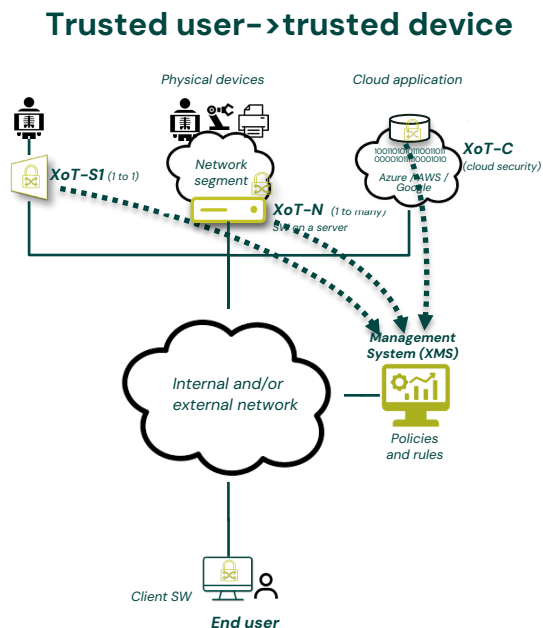 Trusted user->trusted device
Physical devices
Cloud application
XoT-S1 (1 to 1)
Network
segment
XoT-N (1 to many)
SW on a server
10011010101110011011
00001011100001010
Azure / AWS /
Google
XoT-C
(cloud security)
Management
System (XMS)
Internal and/or
external network
Policies
and rules
Client SW
End user